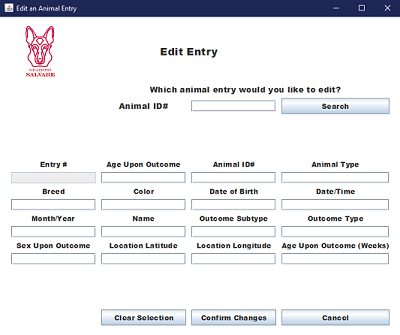 Edit an Animal Entry
SALVARE
Edit Entry
Which animal entry would you like to edit?
Animal ID#
Search
Entry # Age Upon Outcome Animal ID# Animal Type
Breed Color Date of Birth Date/Time
Month/Year Name Outcome Subtype Outcome Type
Sex Upon Outcome Location Latitude Location Longitude Age Upon Outcome (Weeks)
Clear Selection Confirm Changes Cancel